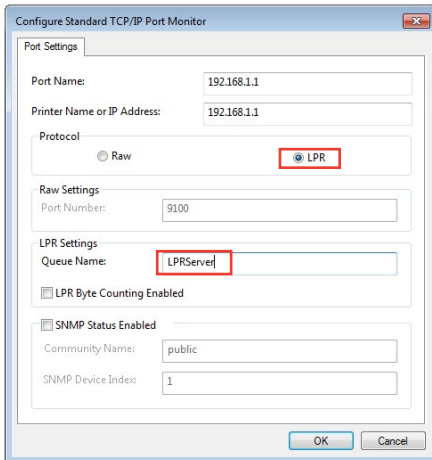 Configure Standard TCP/IP Port Monitor
Port Settings
Port Name: 192.168.1.1
Printer Name or IP Address: 192.168.1.1
Protocol
Raw LPR
Raw Settings
Port Number: 9100
LPR Settings
Queue Name: LPRServer
LPR Byte Counting Enabled
SNMP Status Enabled
Community Name: public
SNMP Device Index: 1
OK Cancel